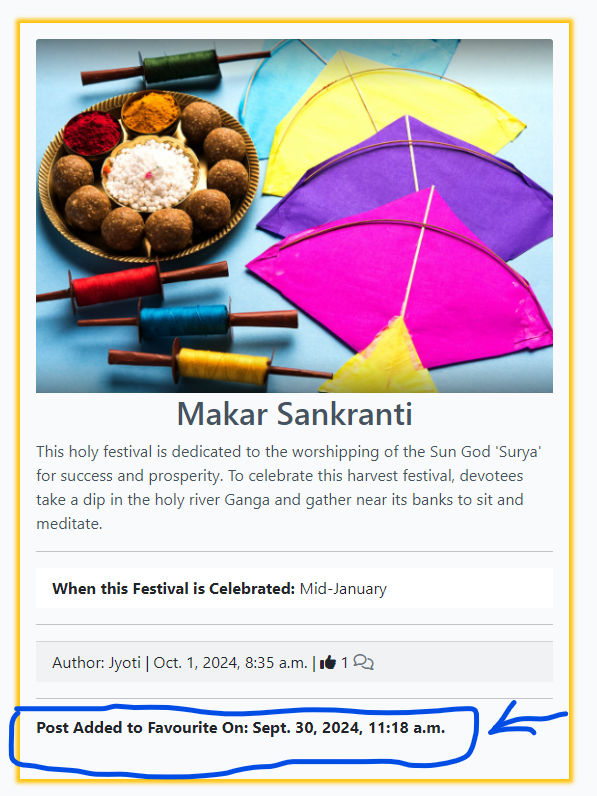 Makar Sankranti
This holy festival is dedicated to the worshipping of the Sun God 'Surya'
for success and prosperity. To celebrate this harvest festival, devotees
take a dip in the holy river Ganga and gather near its banks to sit and
meditate.
When this Festival is Celebrated: Mid-January
Author: Jyoti | Oct. 1, 2024, 8:35 a.m. | 1
Post Added to Favourite On: Sept. 30, 2024, 11:18 a.m.